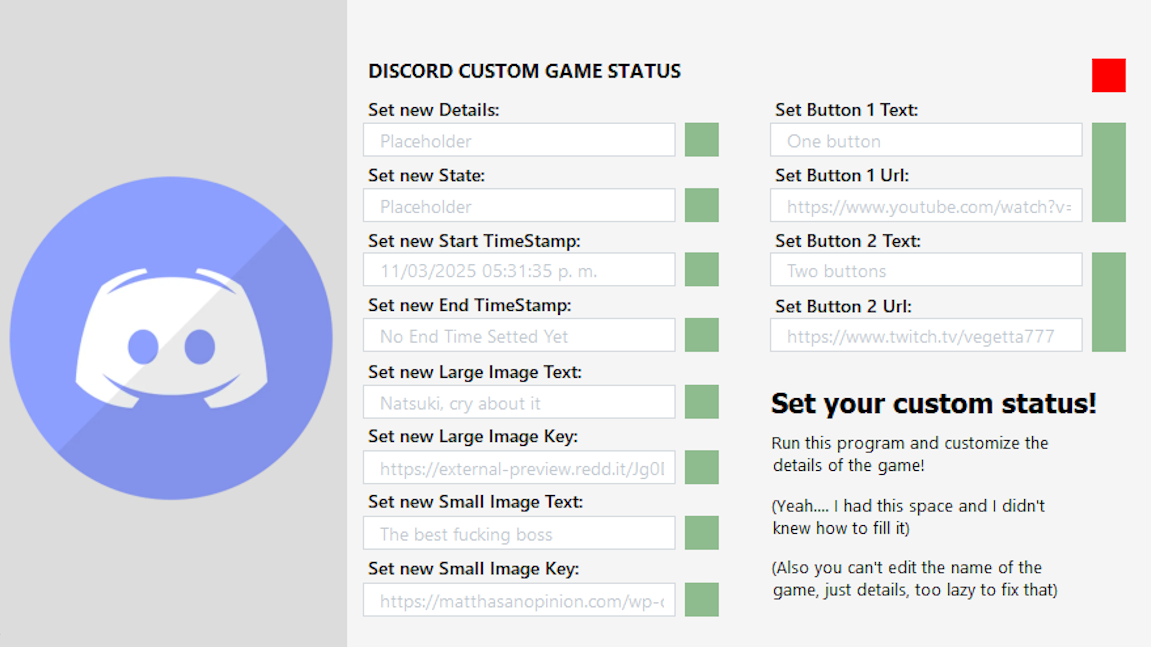 DISCORD CUSTOM GAME STATUS
Set new Details:
Placeholder
Set new State:
Placeholder
Set new Start TimeStamp:
11/03/2025 05:31:35 p. m.
Set new End TimeStamp:
No End Time Setted Yet
Set new Large Image Text:
Natsuki, cry about it
Set new Large Image Key:
https://external-preview.redd.it/Jg0
Set new Small Image Text:
The best fucking boss
Set new Small Image Key:
https://matthasanopinion.com/wp-
Set Button 1 Text:
One button
Set Button 1 Url:
https://www.youtube.com/watch?v=
Set Button 2 Text:
Two buttons
Set Button 2 Url:
https://www.twitch.tv/vegetta777
Set your custom status!
Run this program and customize the
details of the game!
(Yeah.... I had this space and I didn't
knew how to fill it)
(Also you can't edit the name of the
game, just details, too lazy to fix that)